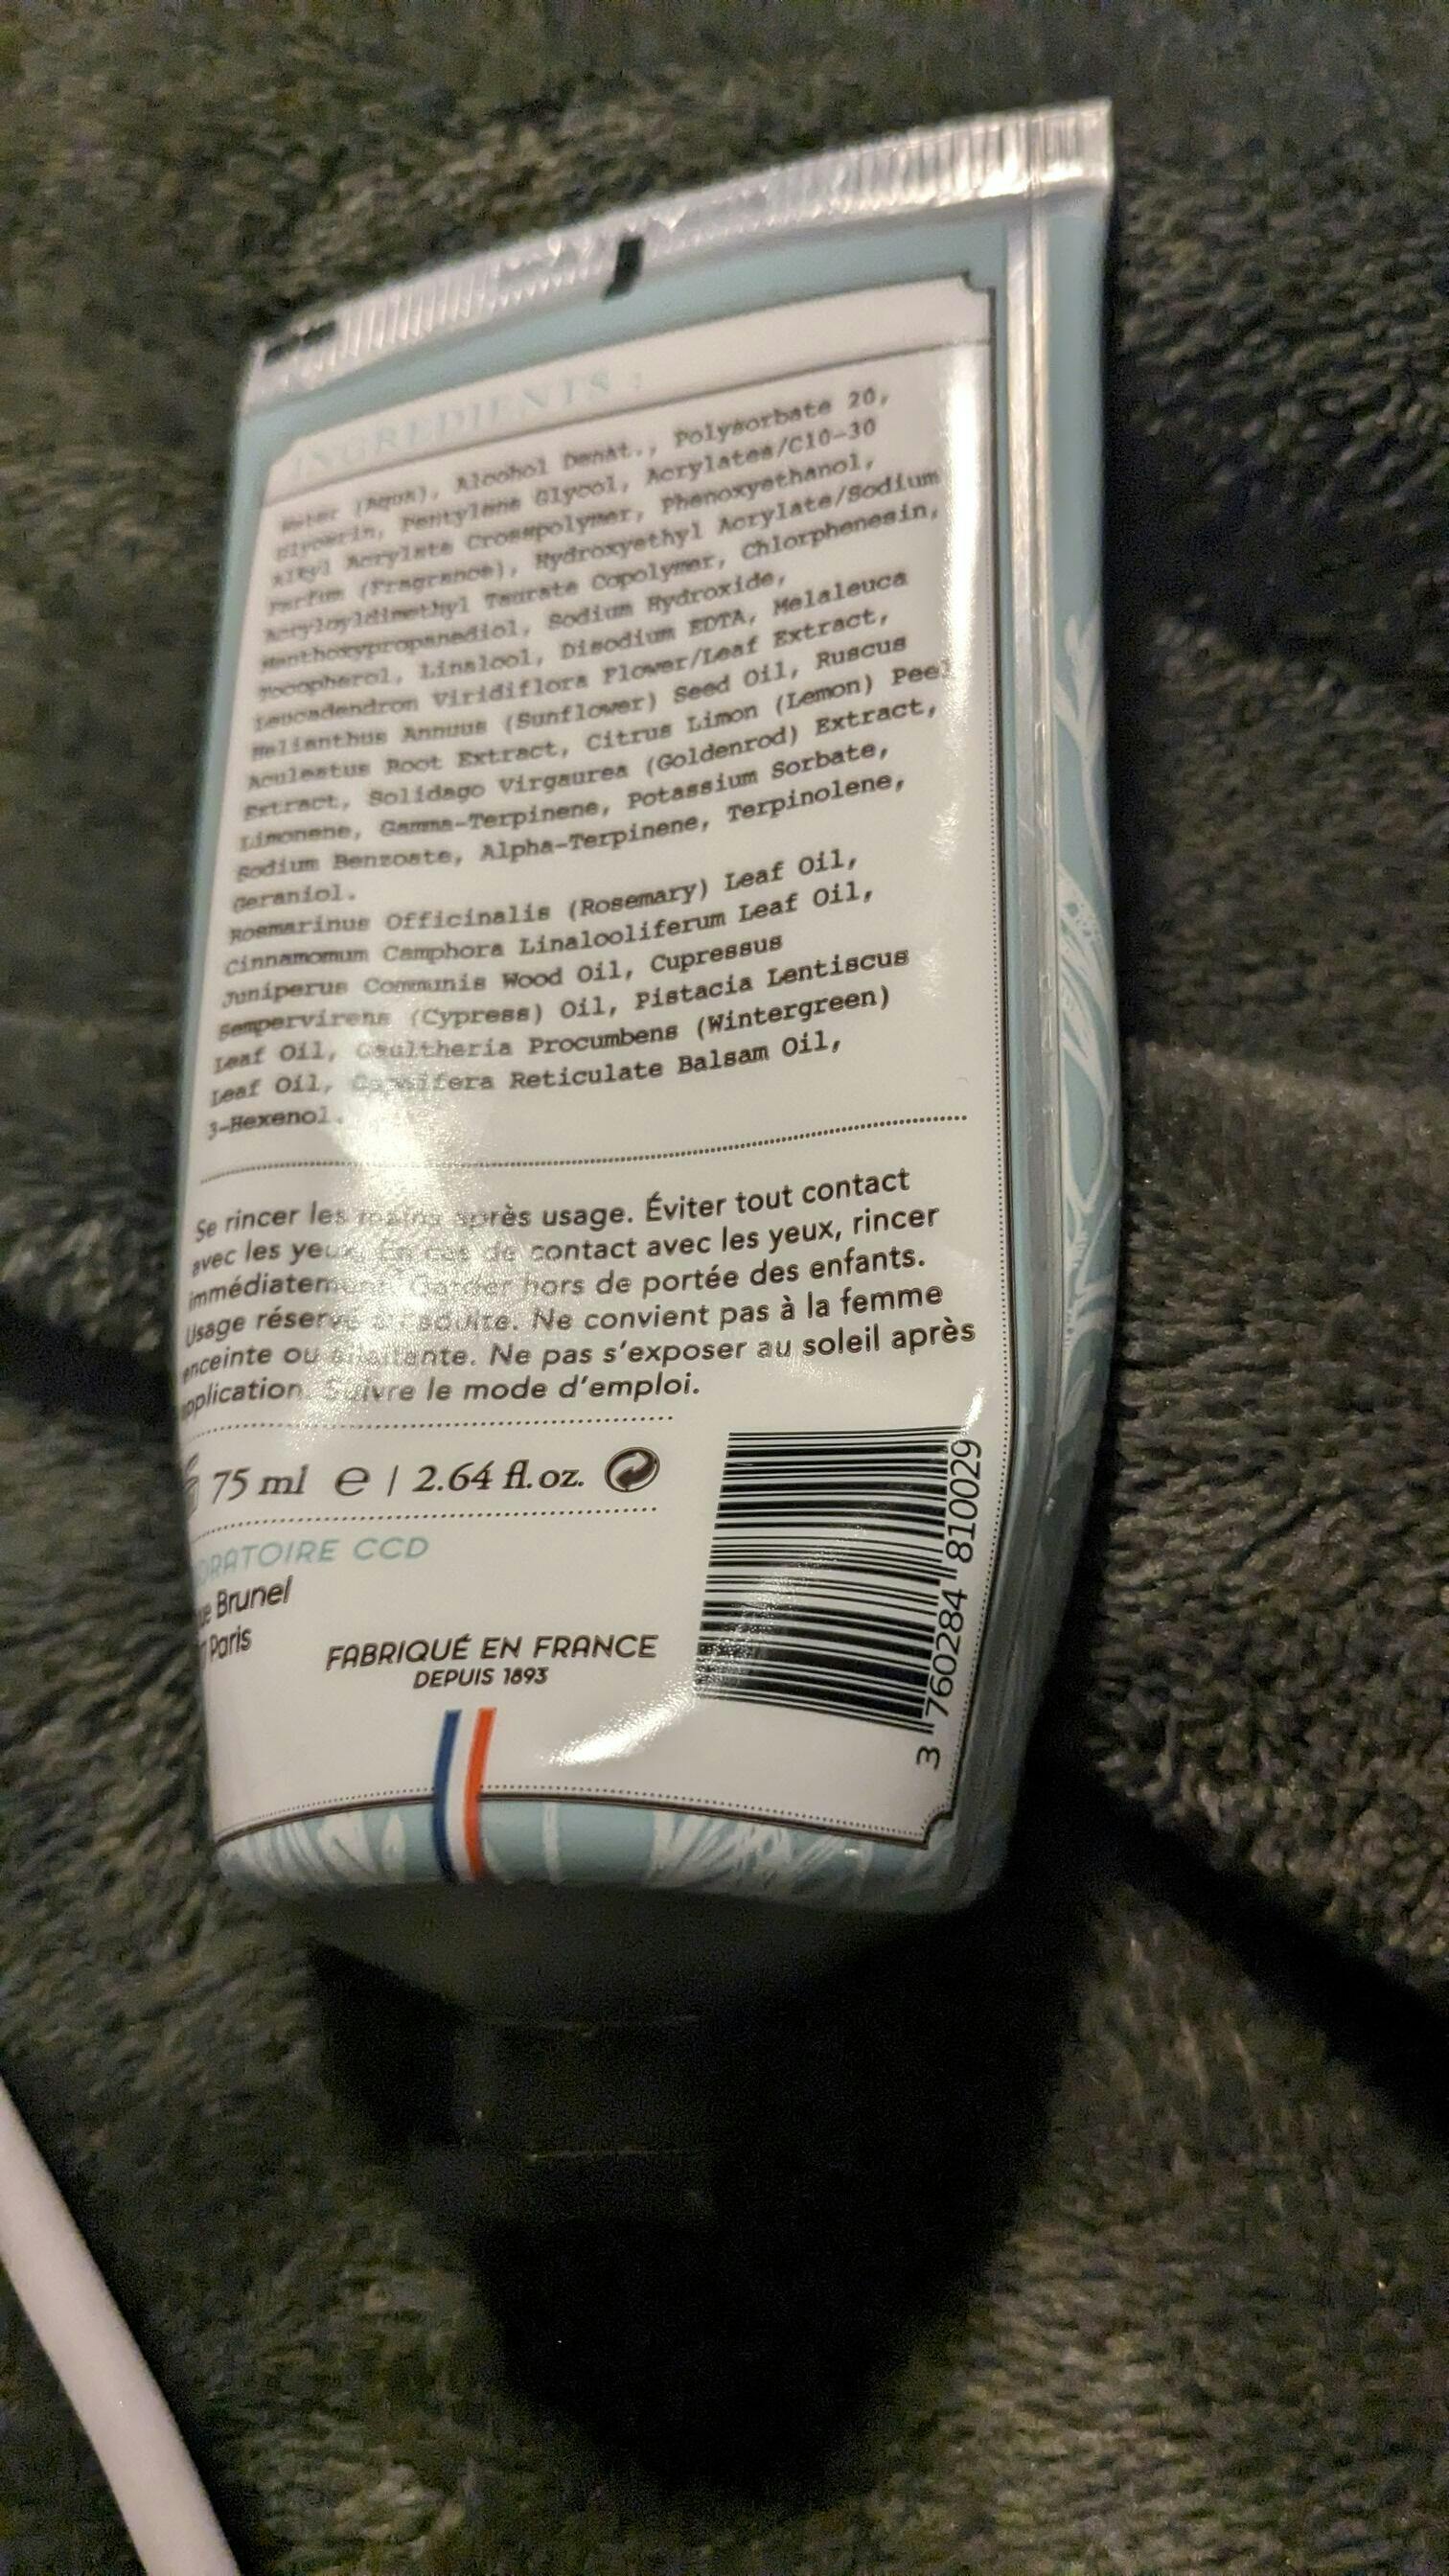 INGREDIENTS :
Water (Aqua), Alcohol Denat., Polysorbate 20,
Glycerin, Pentylene Glycol, Acrylates/C10-30
Alkyl Acrylate Crosspolymer, Phenoxyethanol,
Parfum (Fragrance), Hydroxyethyl Acrylate/Sodium
Acryloyldimethyl Taurate Copolymer, Chlorphenesin,
Menthoxypropanediol, Sodium Hydroxide,
Tocopherol, Linalool, Disodium EDTA, Melaleuca
Leucadendron Viridiflora Flower/Leaf Extract,
Helianthus Annuus (Sunflower) Seed Oil, Ruscus
Aculeatus Root Extract, Citrus Limon (Lemon) Peel
Extract, Solidago Virgaurea (Goldenrod) Extract,
Limonene, Gamma-Terpinene, Potassium Sorbate,
Sodium Benzoate, Alpha-Terpinene, Terpinolene,
Geraniol.
Rosmarinus Officinalis (Rosemary) Leaf Oil,
Cinnamomum Camphora Linalooliferum Leaf Oil,
Juniperus Communis Wood Oil, Cupressus
Sempervirens (Cypress) Oil, Pistacia Lentiscus
Leaf Oil, Gaultheria Procumbens (Wintergreen)
Leaf Oil, Reticulate Balsam Oil,
3-Hexenol.
Se rincer les mains après usage. Éviter tout contact
avec les yeux. En cas de contact avec les yeux, rincer
immédiatement. Garder hors de portée des enfants.
Usage réservé à l'adulte. Ne convient pas à la femme
enceinte ou allaitante. Ne pas s'exposer au soleil après
application. Suivre le mode d'emploi.
75 ml e | 2.64 fl. oz.
ORATOIRE CCD
ue Brunel
Paris
FABRIQUÉ EN FRANCE
DEPUIS 1893
3 760284 810029